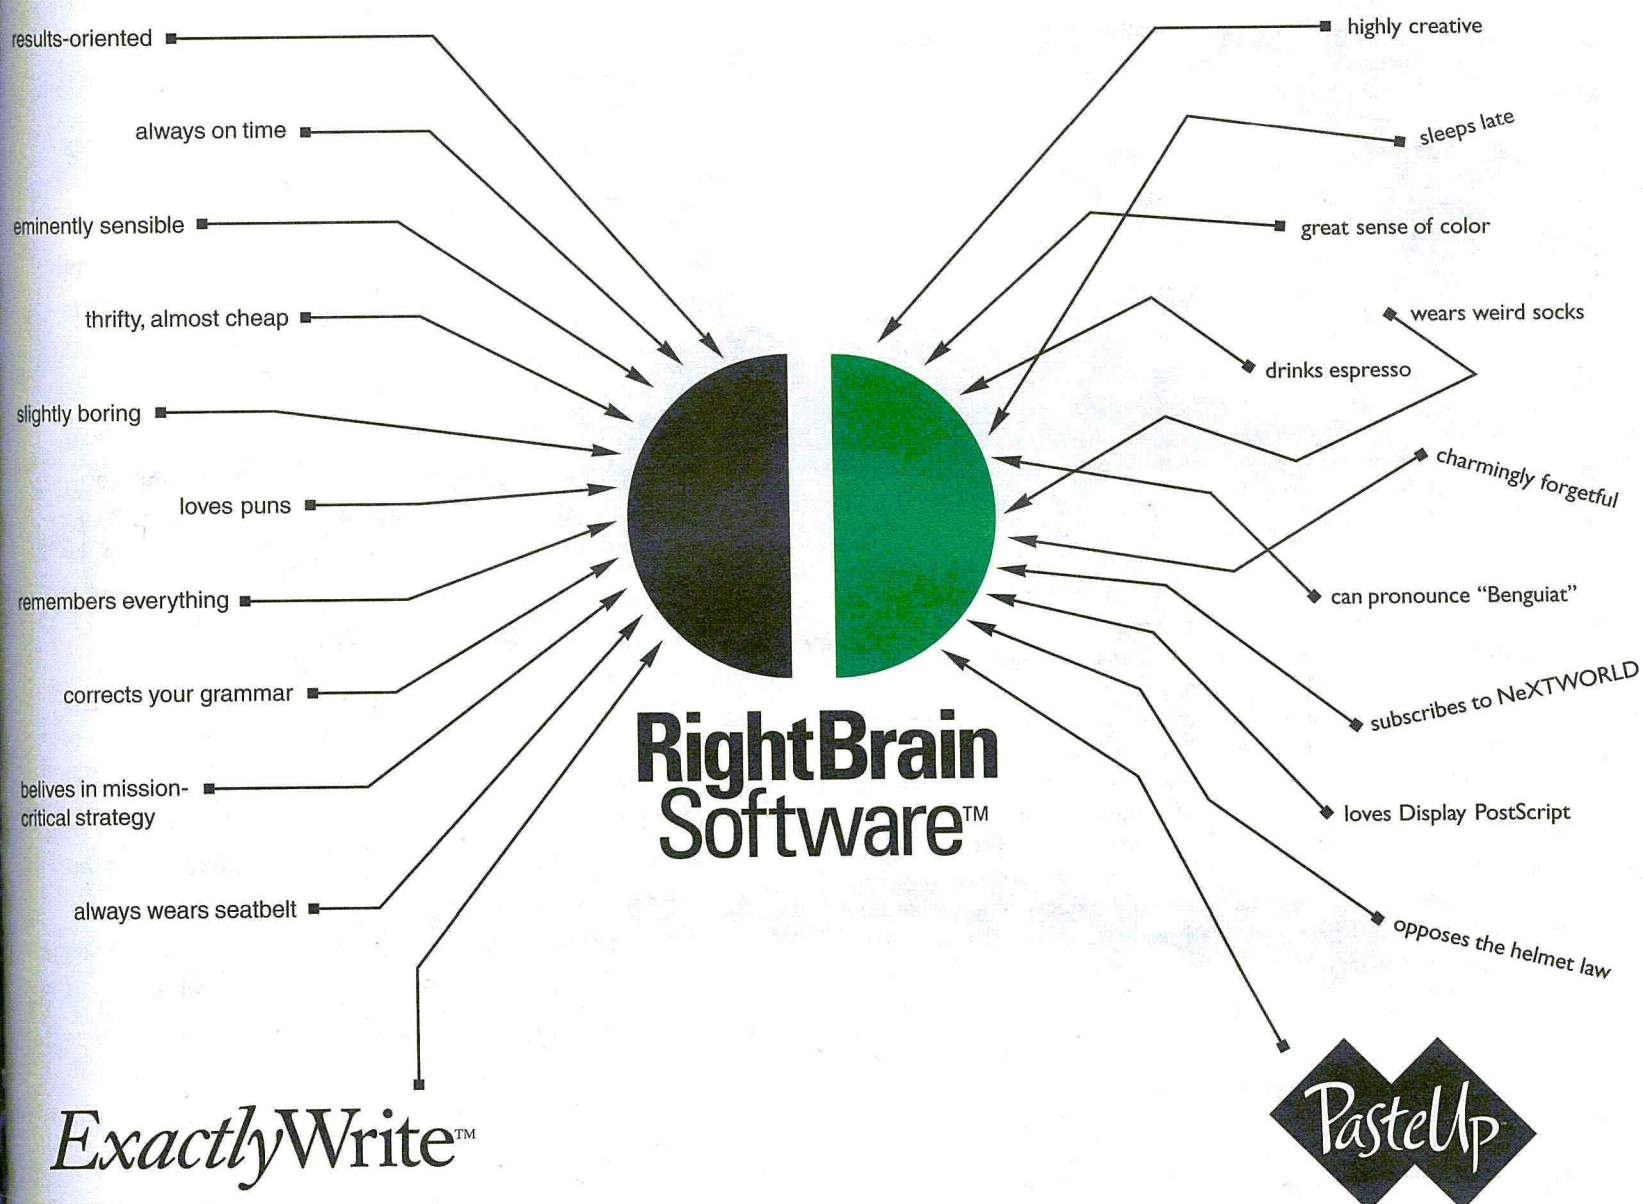 results-oriented
always on time
eminently sensible
thrifty, almost cheap
slightly boring
loves puns
remembers everything
corrects your grammar
belives in mission-
critical strategy
always wears seatbelt
ExactlyWrite™
RightBrain
Software™
highly creative
sleeps late
great sense of color
wears weird socks
drinks espresso
charmingly forgetful
can pronounce “Benguiat”
subscribes to NeXTWORLD
loves Display PostScript
opposes the helmet law
PasteUp